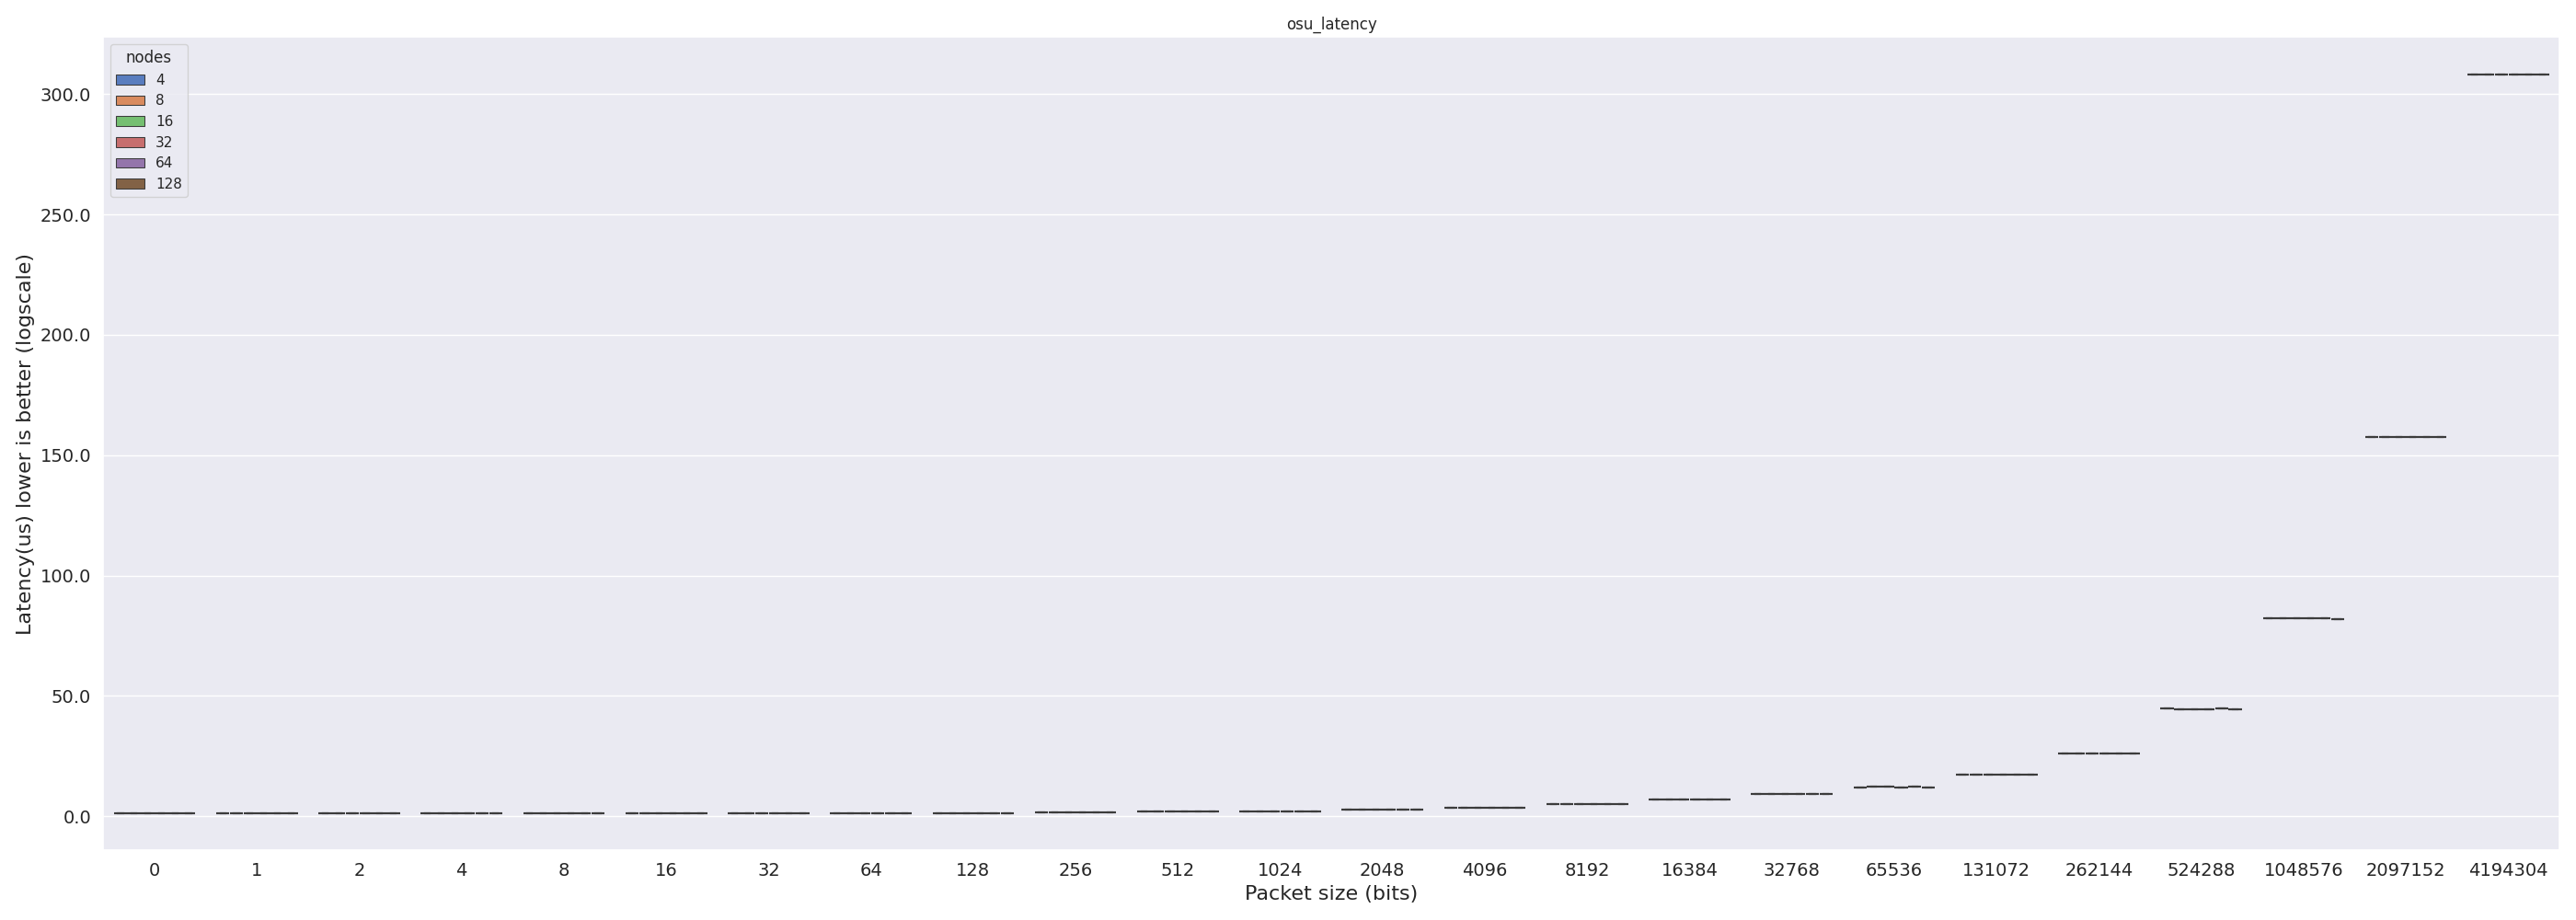 osu_latency
nodes
4
8
16
32
64
128
300.0
250.0
200.0
150.0
100.0
50.0
0.0
Latency(us) lower is better (logscale)
0 1 2 4 8 16 32 64 128 256 512 1024 2048 4096 8192 16384 32768 65536 131072 262144 524288 1048576 2097152 4194304
Packet size (bits)